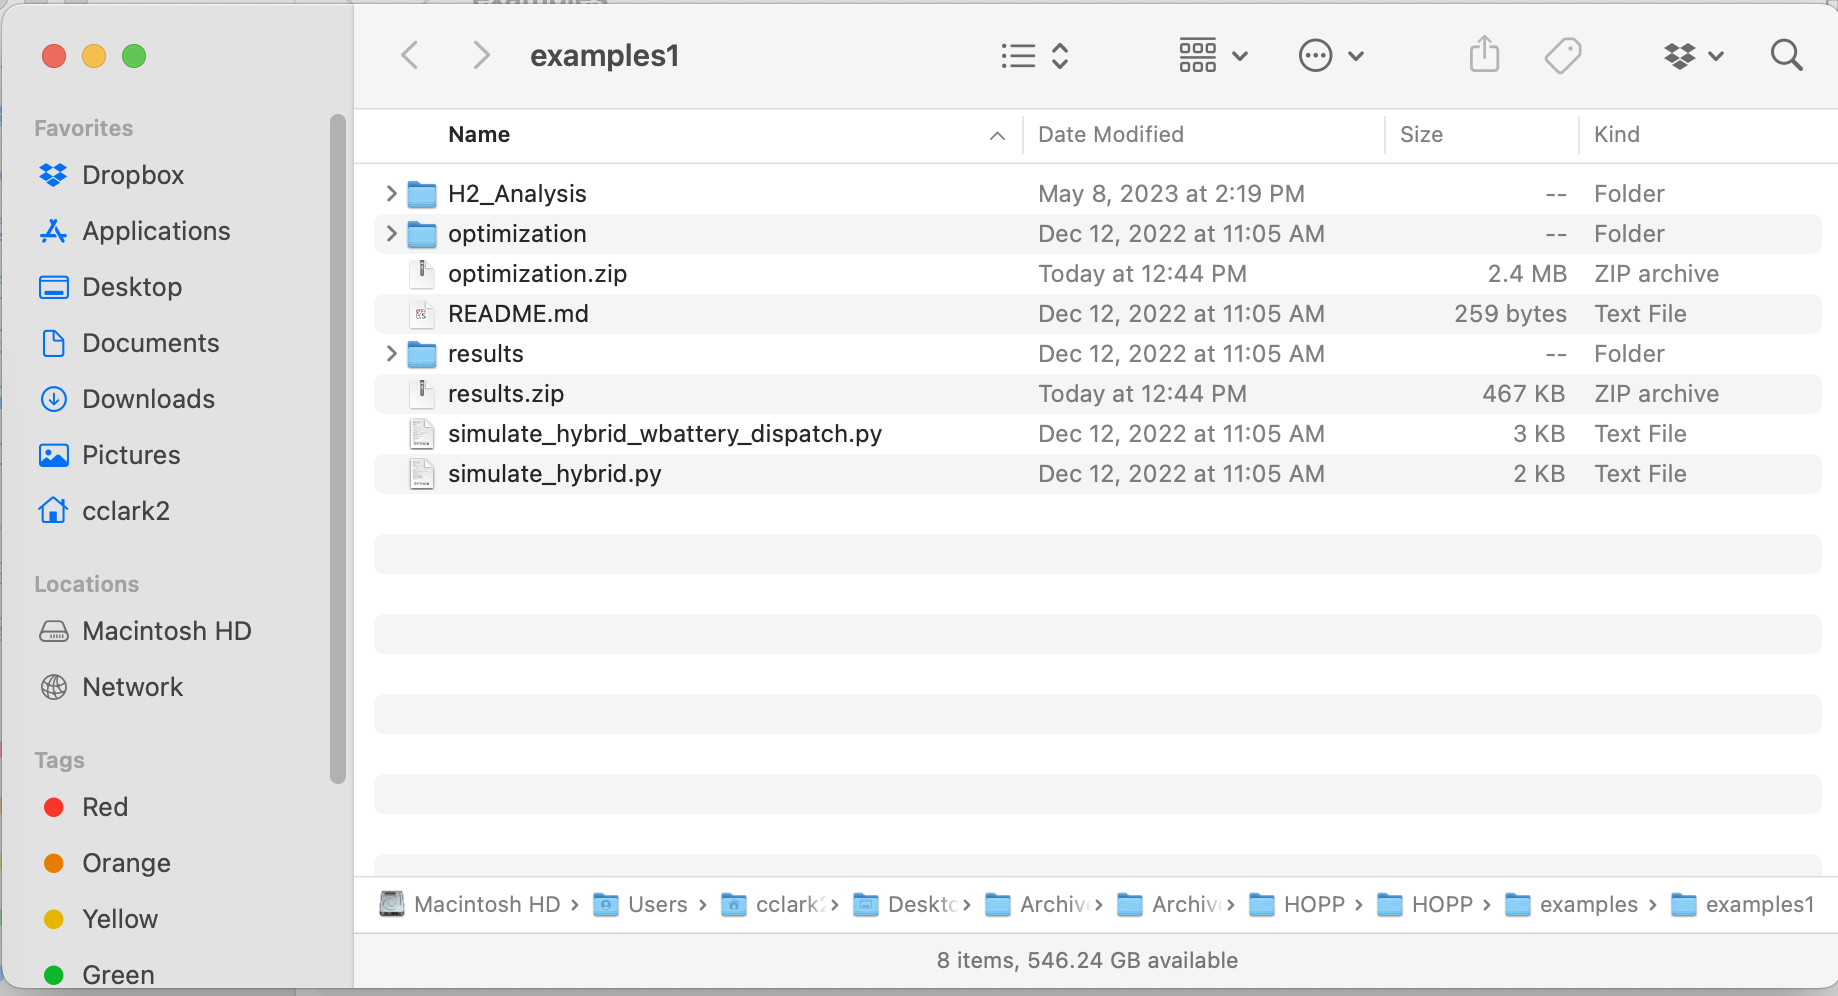 examples1
Favorites
Dropbox
Applications
Desktop
Documents
Downloads
Pictures
cclark2
Locations
Macintosh HD
Network
Tags
Red
Orange
Yellow
Green
Name Date Modified Size Kind
H2_Analysis May 8, 2023 at 2:19 PM -- Folder
optimization Dec 12, 2022 at 11:05 AM -- Folder
optimization.zip Today at 12:44 PM 2.4 MB ZIP archive
README.md Dec 12, 2022 at 11:05 AM 259 bytes Text File
results Dec 12, 2022 at 11:05 AM -- Folder
results.zip Today at 12:44 PM 467 KB ZIP archive
simulate_hybrid_wbattery_dispatch.py Dec 12, 2022 at 11:05 AM 3 KB Text File
simulate_hybrid.py Dec 12, 2022 at 11:05 AM 2 KB Text File
Macintosh HD › Users › cclark2 › Deskto › Archiv › Archiv › HOPP › HOPP › examples › examples1
8 items, 546.24 GB available